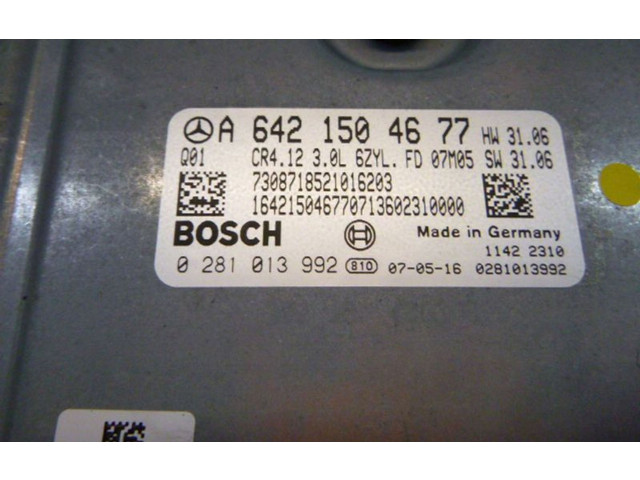 A 642 150 46 77 HW 31.06
Q01 CR4.12 3.0L 6ZYL. FD 07M05 SW 31.06
7308718521016203
164215046770713602310000
BOSCH Made in Germany
1142 2310
0 281 013 992 810 07-05-16 0281013992